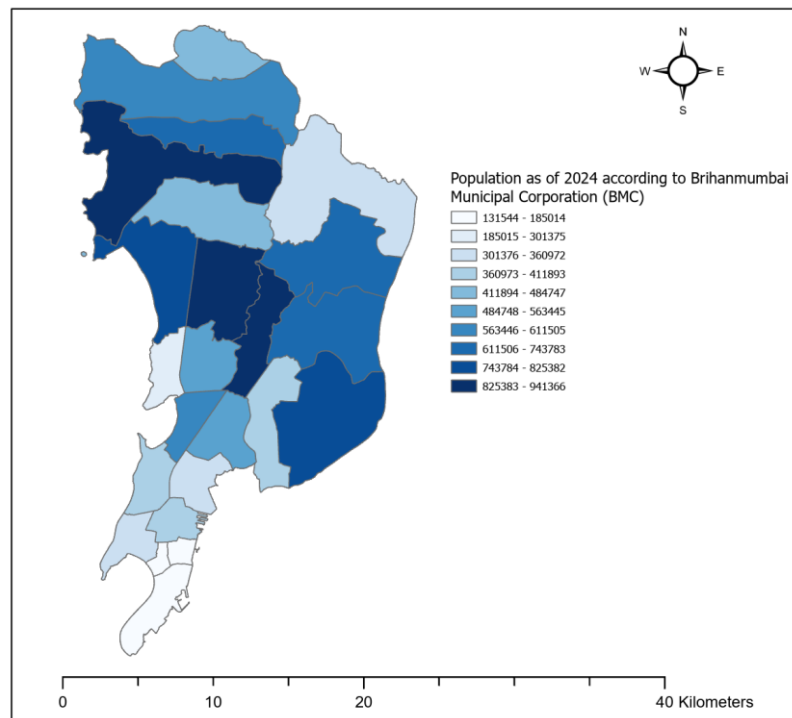 N
W E
S
Population as of 2024 according to Brihanmumbai
Municipal Corporation (BMC)
131544 - 185014
185015 - 301375
301376 - 360972
360973 - 411893
411894 - 484747
484748 - 563445
563446 - 611505
611506 - 743783
743784 - 825382
825383 - 941366
0 10 20 40 Kilometers